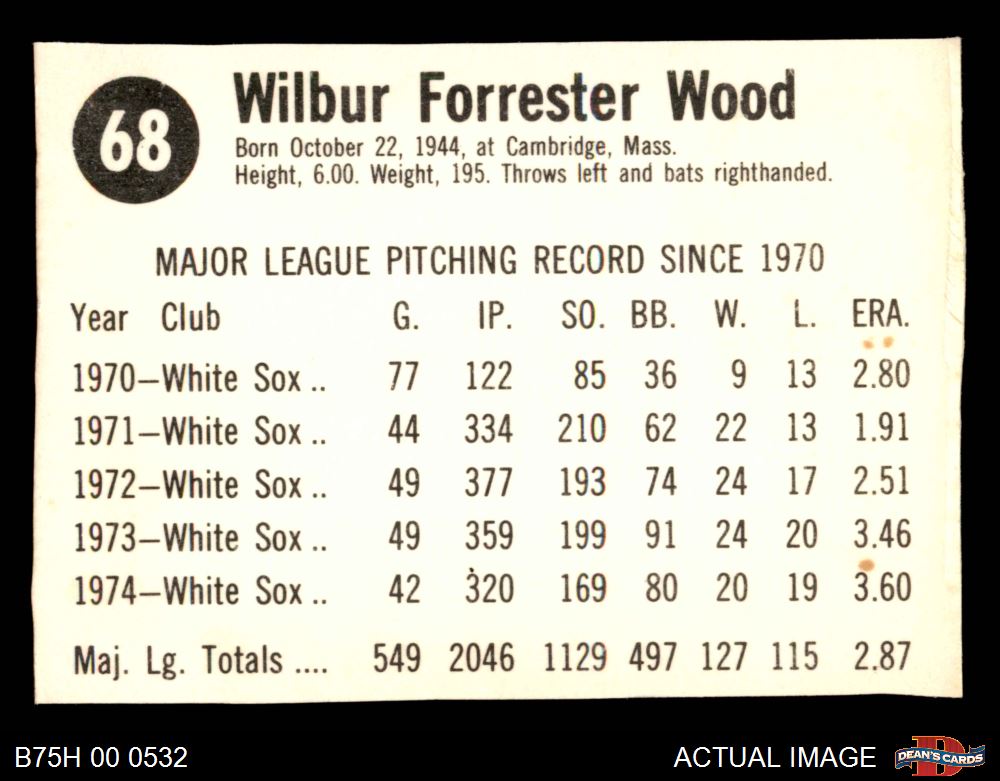 68
Wilbur Forrester Wood
Born October 22, 1944, at Cambridge, Mass.
Height, 6.00. Weight, 195. Throws left and bats righthanded.
MAJOR LEAGUE PITCHING RECORD SINCE 1970
Year Club G. IP. SO. BB. W. L. ERA.
1970—White Sox .. 77 122 85 36 9 13 2.80
1971—White Sox .. 44 334 210 62 22 13 1.91
1972—White Sox .. 49 377 193 74 24 17 2.51
1973—White Sox .. 49 359 199 91 24 20 3.46
1974—White Sox .. 42 320 169 80 20 19 3.60
Maj. Lg. Totals .... 549 2046 1129 497 127 115 2.87
B75H 00 0532 ACTUAL IMAGE DEAN'S CARDS